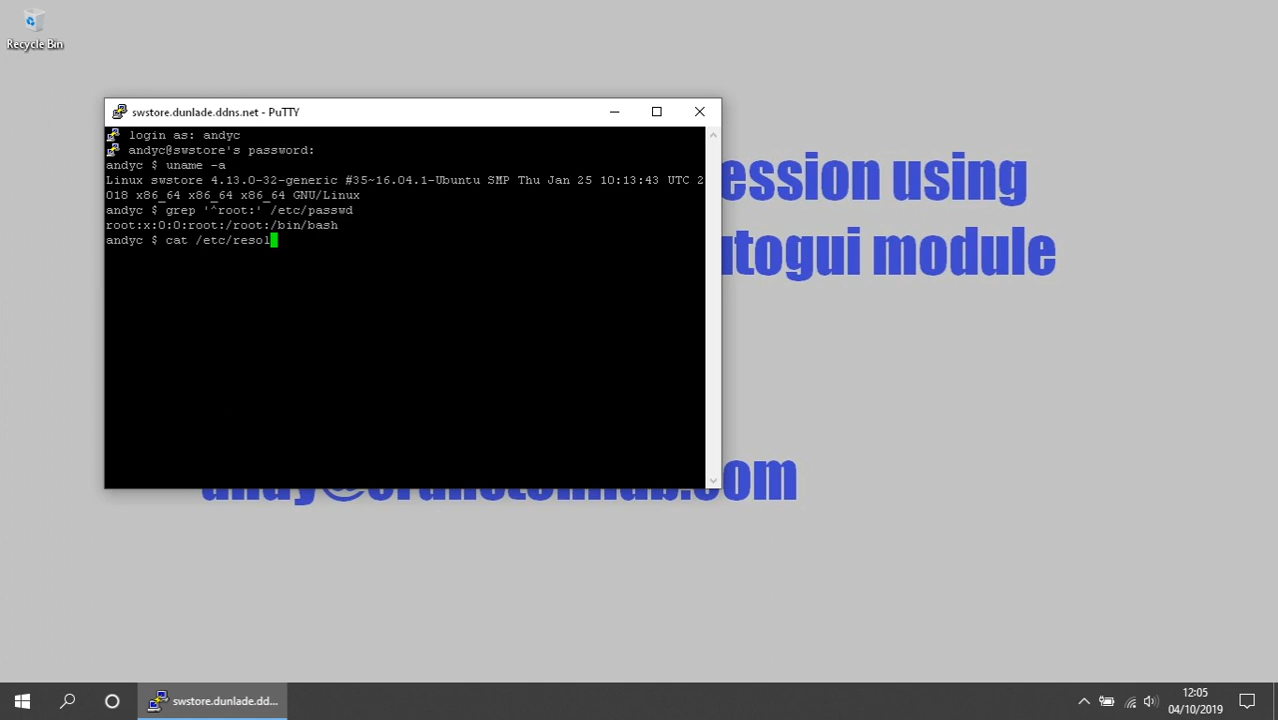 Recycle Bin
swstore.dunlade.ddns.net - PuTTY
login as: andyc
andyc@swstore's password:
andyc $ uname -a
Linux swstore 4.13.0-32-generic #35~16.04.1-Ubuntu SMP Thu Jan 25 10:13:43 UTC 2
018 x86_64 x86_64 x86_64 GNU/Linux
andyc $ grep '^root:' /etc/passwd
root:x:0:0:root:/root:/bin/bash
andyc $ cat /etc/resol
ession using
utogui module
.com
swstore.dunlade.dd...
12:05
04/10/2019